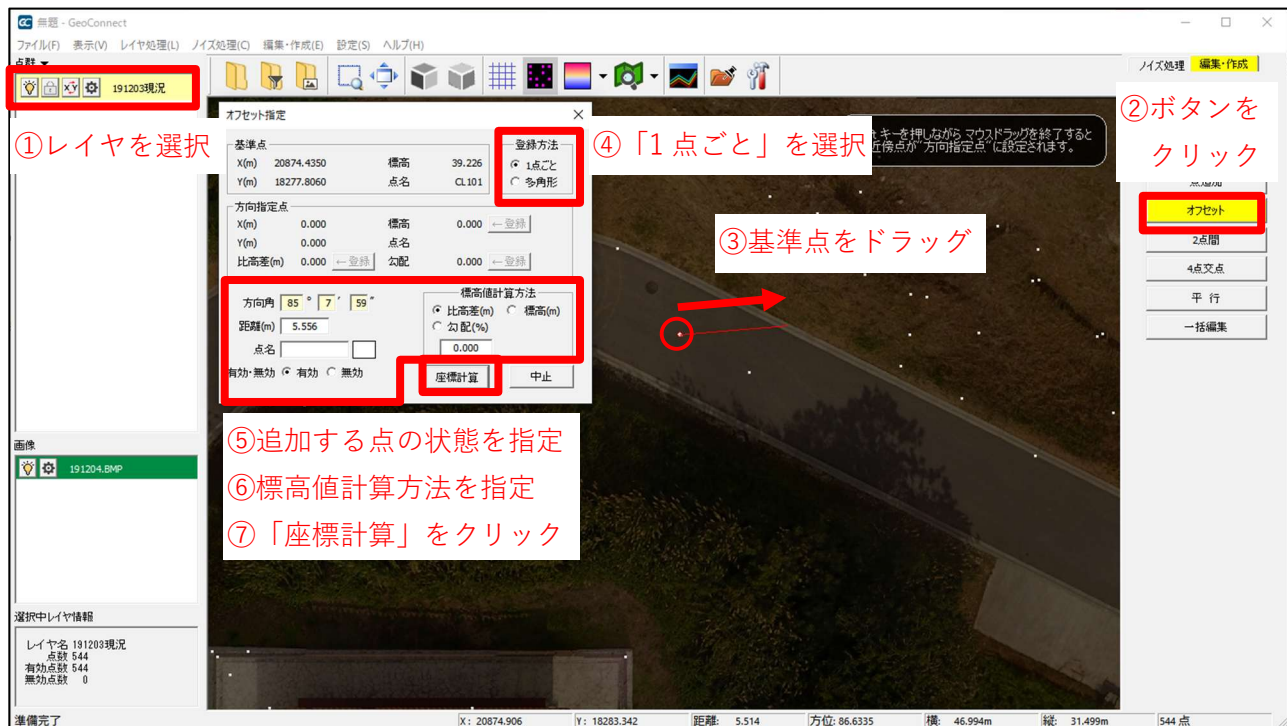 無題 - GeoConnect
ファイル(F) 表示(V) レイヤ処理(L) ノイズ処理(C) 編集・作成(E) 設定(S) ヘルプ(H)
点群
191203現況
①レイヤを選択
オフセット指定
基準点
X(m) 20874.4350 標高 39.226
Y(m) 18277.8060 点名 CL101
登録方法
1点ごと
多角形
方向指定点
X(m) 0.000 標高 0.000 ←登録
Y(m) 0.000 点名
比高差(m) 0.000 ←登録 勾配 0.000 ←登録
方向角 85 ° 7 ′ 59 ″
距離(m) 5.556
点名
有効・無効 有効 無効
標高値計算方法
比高差(m) 標高(m)
勾配(%)
0.000
座標計算 中止
④「1点ごと」を選択
キーを押しながら マウスドラッグを終了すると
近傍点が"方向指定点"に設定されます。
③基準点をドラッグ
⑤追加する点の状態を指定
⑥標高値計算方法を指定
⑦「座標計算」をクリック
ノイズ処理 編集・作成
②ボタンを
クリック
点追加
オフセット
2点間
4点交点
平 行
一括編集
画像
191204.BMP
選択中レイヤ情報
レイヤ名 191203現況
点数 544
有効点数 544
無効点数 0
準備完了 X: 20874.906 Y: 18283.342 距離: 5.514 方位: 86.6335 横: 46.994m 縦: 31.499m 544 点